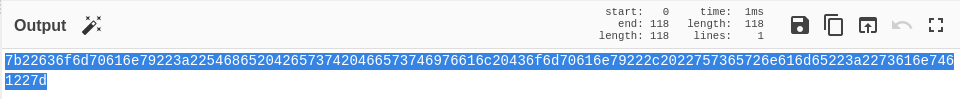 Output
start: 0 time: 1ms
end: 118 length: 118
length: 118 lines: 1
7b22636f6d70616e79223a22546865204265737420466573746976616c20436f6d70616e79222c2022757365726e616d65223a2273616e746
1227d